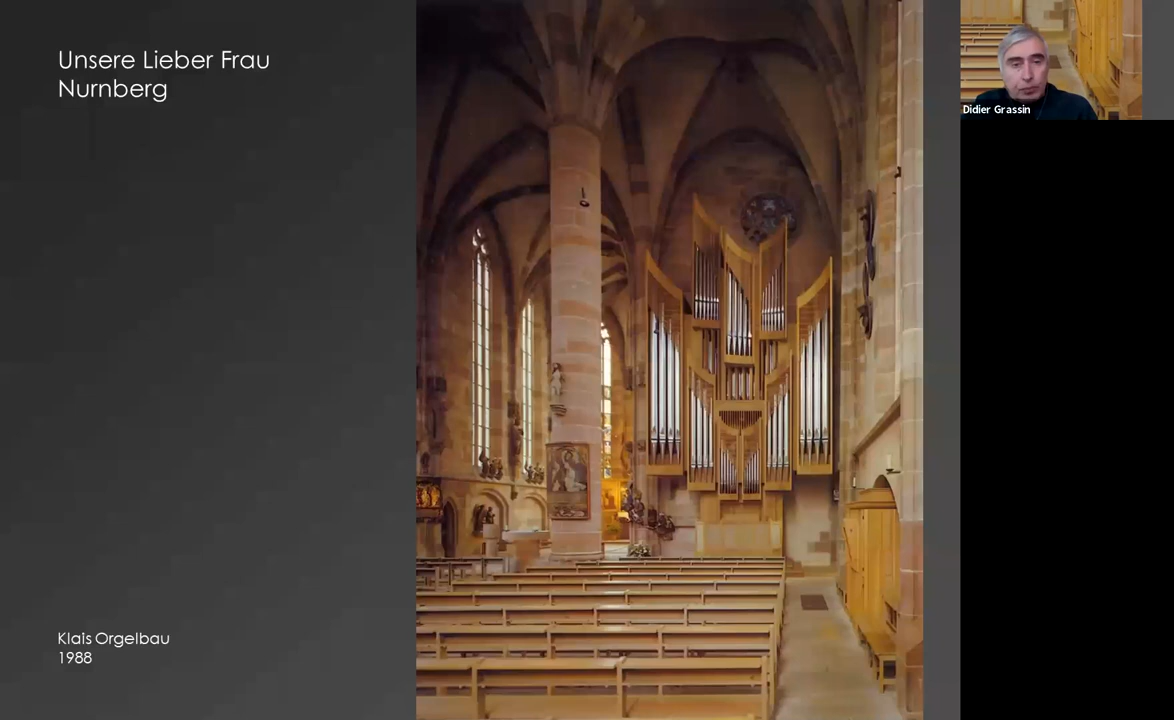 Unsere Lieber Frau
Nurnberg
Didier Grassin
Klais Orgelbau
1988